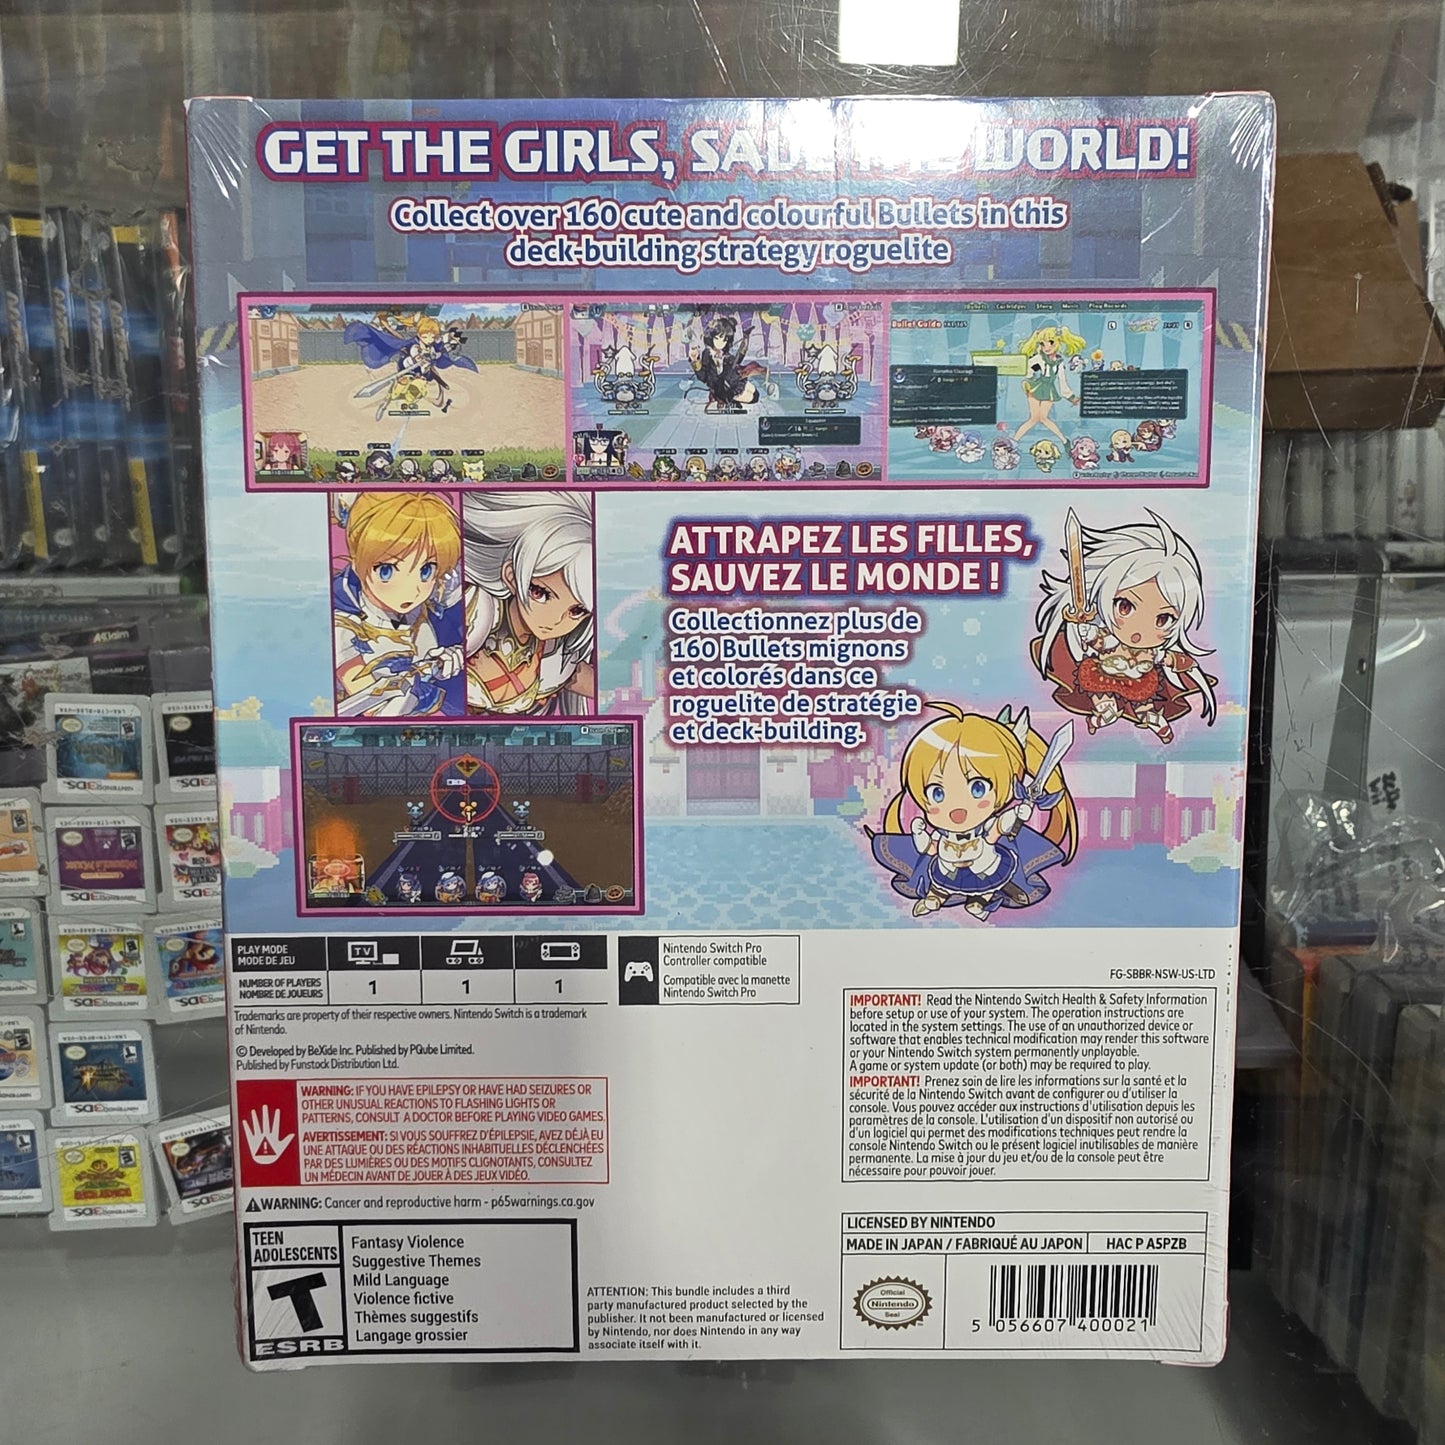 GET THE GIRLS, SAVE THE WORLD!
Collect over 160 cute and colourful Bullets in this
deck-building strategy roguelite
Bullet Guide
Bullets Cartridges Story Music Play Records
ATTRAPEZ LES FILLES,
SAUVEZ LE MONDE !
Collectionnez plus de
160 Bullets mignons
et colorés dans ce
roguelite de stratégie
et deck-building.
PLAY MODE
MODE DE JEU
TV
NUMBER OF PLAYERS
NOMBRE DE JOUEURS
1 1 1
Nintendo Switch Pro
Controller compatible
Compatible avec la manette
Nintendo Switch Pro
FG-SBBR-NSW-US-LTD
Trademarks are property of their respective owners. Nintendo Switch is a trademark
of Nintendo.
© Developed by BeXide Inc. Published by PQube Limited.
Published by Funstock Distribution Ltd.
WARNING: IF YOU HAVE EPILEPSY OR HAVE HAD SEIZURES OR
OTHER UNUSUAL REACTIONS TO FLASHING LIGHTS OR
PATTERNS, CONSULT A DOCTOR BEFORE PLAYING VIDEO GAMES.
AVERTISSEMENT: SI VOUS SOUFFREZ D'ÉPILEPSIE, AVEZ DÉJÀ EU
UNE ATTAQUE OU DES RÉACTIONS INHABITUELLES DÉCLENCHÉES
PAR DES LUMIÈRES OU DES MOTIFS CLIGNOTANTS, CONSULTEZ
UN MÉDECIN AVANT DE JOUER À DES JEUX VIDÉO.
WARNING: Cancer and reproductive harm - p65warnings.ca.gov
IMPORTANT! Read the Nintendo Switch Health & Safety Information
before setup or use of your system. The operation instructions are
located in the system settings. The use of an unauthorized device or
software that enables technical modification may render this software
or your Nintendo Switch system permanently unplayable.
A game or system update (or both) may be required to play.
IMPORTANT! Prenez soin de lire les informations sur la santé et la
sécurité de la Nintendo Switch avant de configurer ou d'utiliser la
console. Vous pouvez accéder aux instructions d'utilisation depuis les
paramètres de la console. L'utilisation d'un dispositif non autorisé ou
d'un logiciel qui permet des modifications techniques peut rendre la
console Nintendo Switch ou le présent logiciel inutilisables de manière
permanente. La mise à jour du jeu et/ou de la console peut être
nécessaire pour pouvoir jouer.
TEEN
ADOLESCENTS
T
ESRB
Fantasy Violence
Suggestive Themes
Mild Language
Violence fictive
Thèmes suggestifs
Langage grossier
ATTENTION: This bundle includes a third
party manufactured product selected by the
publisher. It not been manufactured or licensed
by Nintendo, nor does Nintendo in any way
associate itself with it.
LICENSED BY NINTENDO
MADE IN JAPAN / FABRIQUÉ AU JAPON HAC P A5PZB
Official
Nintendo
Seal
5 056607 400021